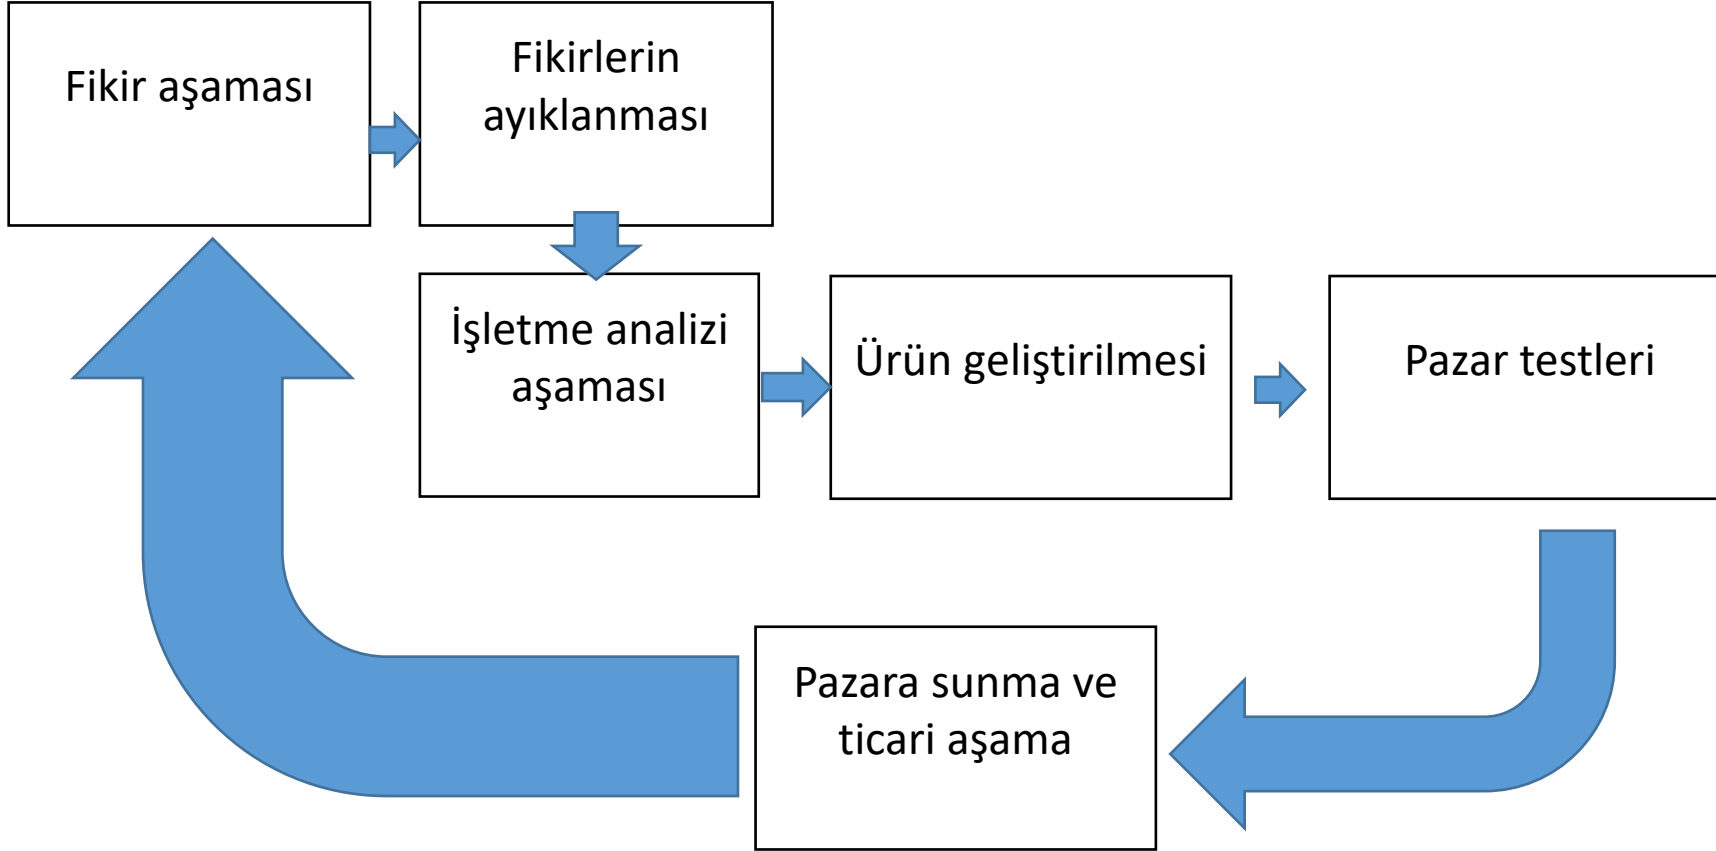 Fikir aşaması
Fikirlerin
ayıklanması
İşletme analizi
aşaması
Ürün geliştirilmesi
Pazar testleri
Pazara sunma ve
ticari aşama